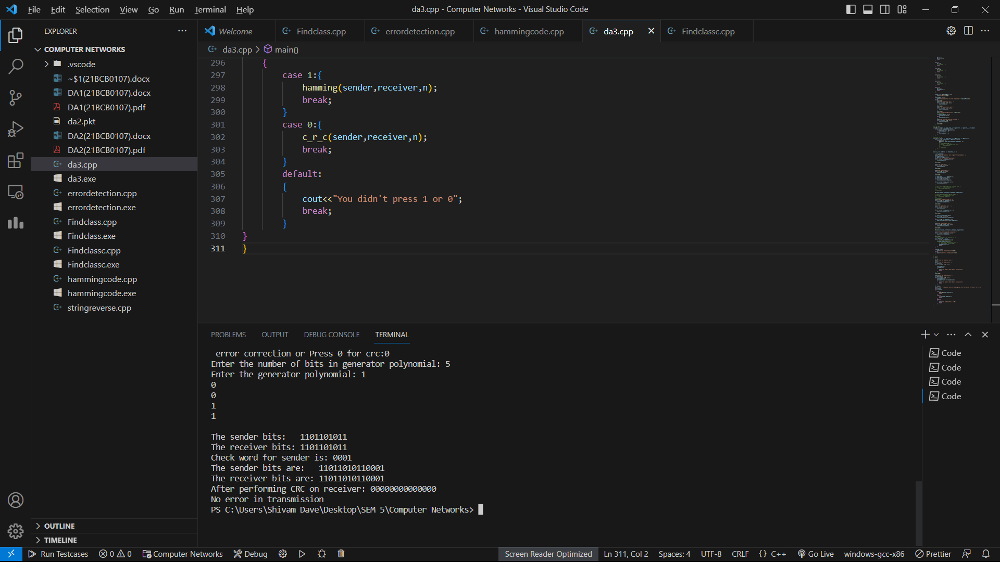 File Edit Selection View Go Run Terminal Help
da3.cpp - Computer Networks - Visual Studio Code
EXPLORER
COMPUTER NETWORKS
.vscode
~$1(21BCB0107).docx
DA1(21BCB0107).docx
DA1(21BCB0107).pdf
da2.pkt
DA2(21BCB0107).docx
DA2(21BCB0107).pdf
da3.cpp
da3.exe
errordetection.cpp
errordetection.exe
Findclass.cpp
Findclass.exe
Findclassc.cpp
Findclassc.exe
hammingcode.cpp
hammingcode.exe
stringreverse.cpp
OUTLINE
TIMELINE
Welcome Findclass.cpp errordetection.cpp hammingcode.cpp da3.cpp Findclassc.cpp
da3.cpp > main()
296 {
297 case 1:{
298 hamming(sender,receiver,n);
299 break;
300 }
301 case 0:{
302 c_r_c(sender,receiver,n);
303 break;
304 }
305 default:
306 {
307 cout<<"You didn't press 1 or 0";
308 break;
309 }
310 }
311 }
PROBLEMS OUTPUT DEBUG CONSOLE TERMINAL
error correction or Press 0 for crc:0
Enter the number of bits in generator polynomial: 5
Enter the generator polynomial: 1
0
0
1
1
The sender bits:   1101101011
The receiver bits: 1101101011
Check word for sender is: 0001
The sender bits are:   11011010110001
The receiver bits are: 11011010110001
After performing CRC on receiver: 00000000000000
No error in transmission
PS C:\Users\Shivam Dave\Desktop\SEM 5\Computer Networks>
Code
Code
Code
Code
Run Testcases 0 0 Computer Networks Debug Screen Reader Optimized Ln 311, Col 2 Spaces: 4 UTF-8 CRLF {} C++ Go Live windows-gcc-x86 Prettier